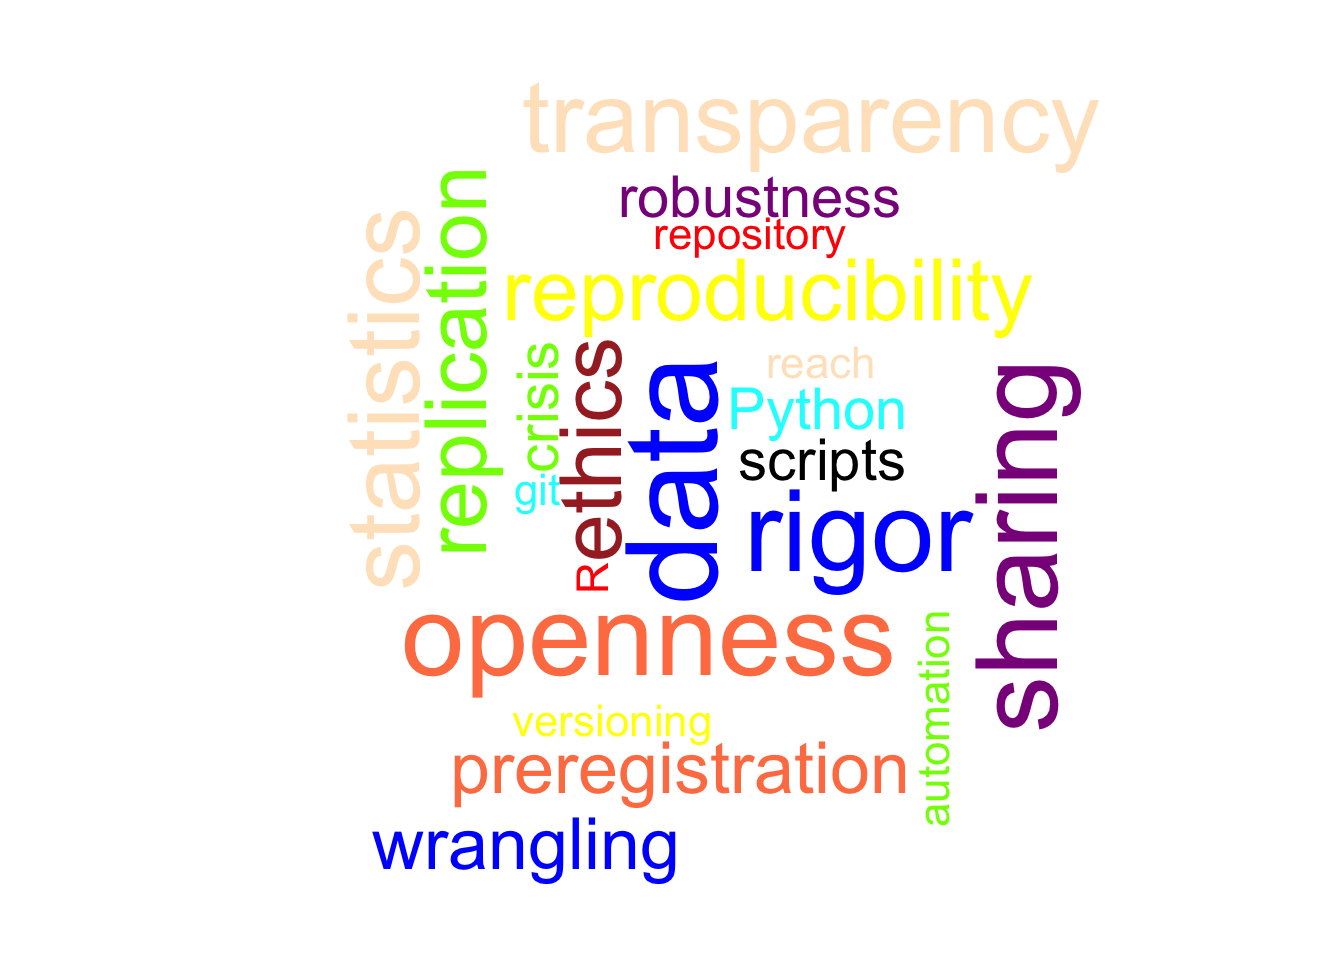 transparency
robustness
repository
reproducibility
statistics
replication
crisis
ethics
data
reach
Python
scripts
sharing
git
rigor
R
openness
automation
versioning
preregistration
wrangling